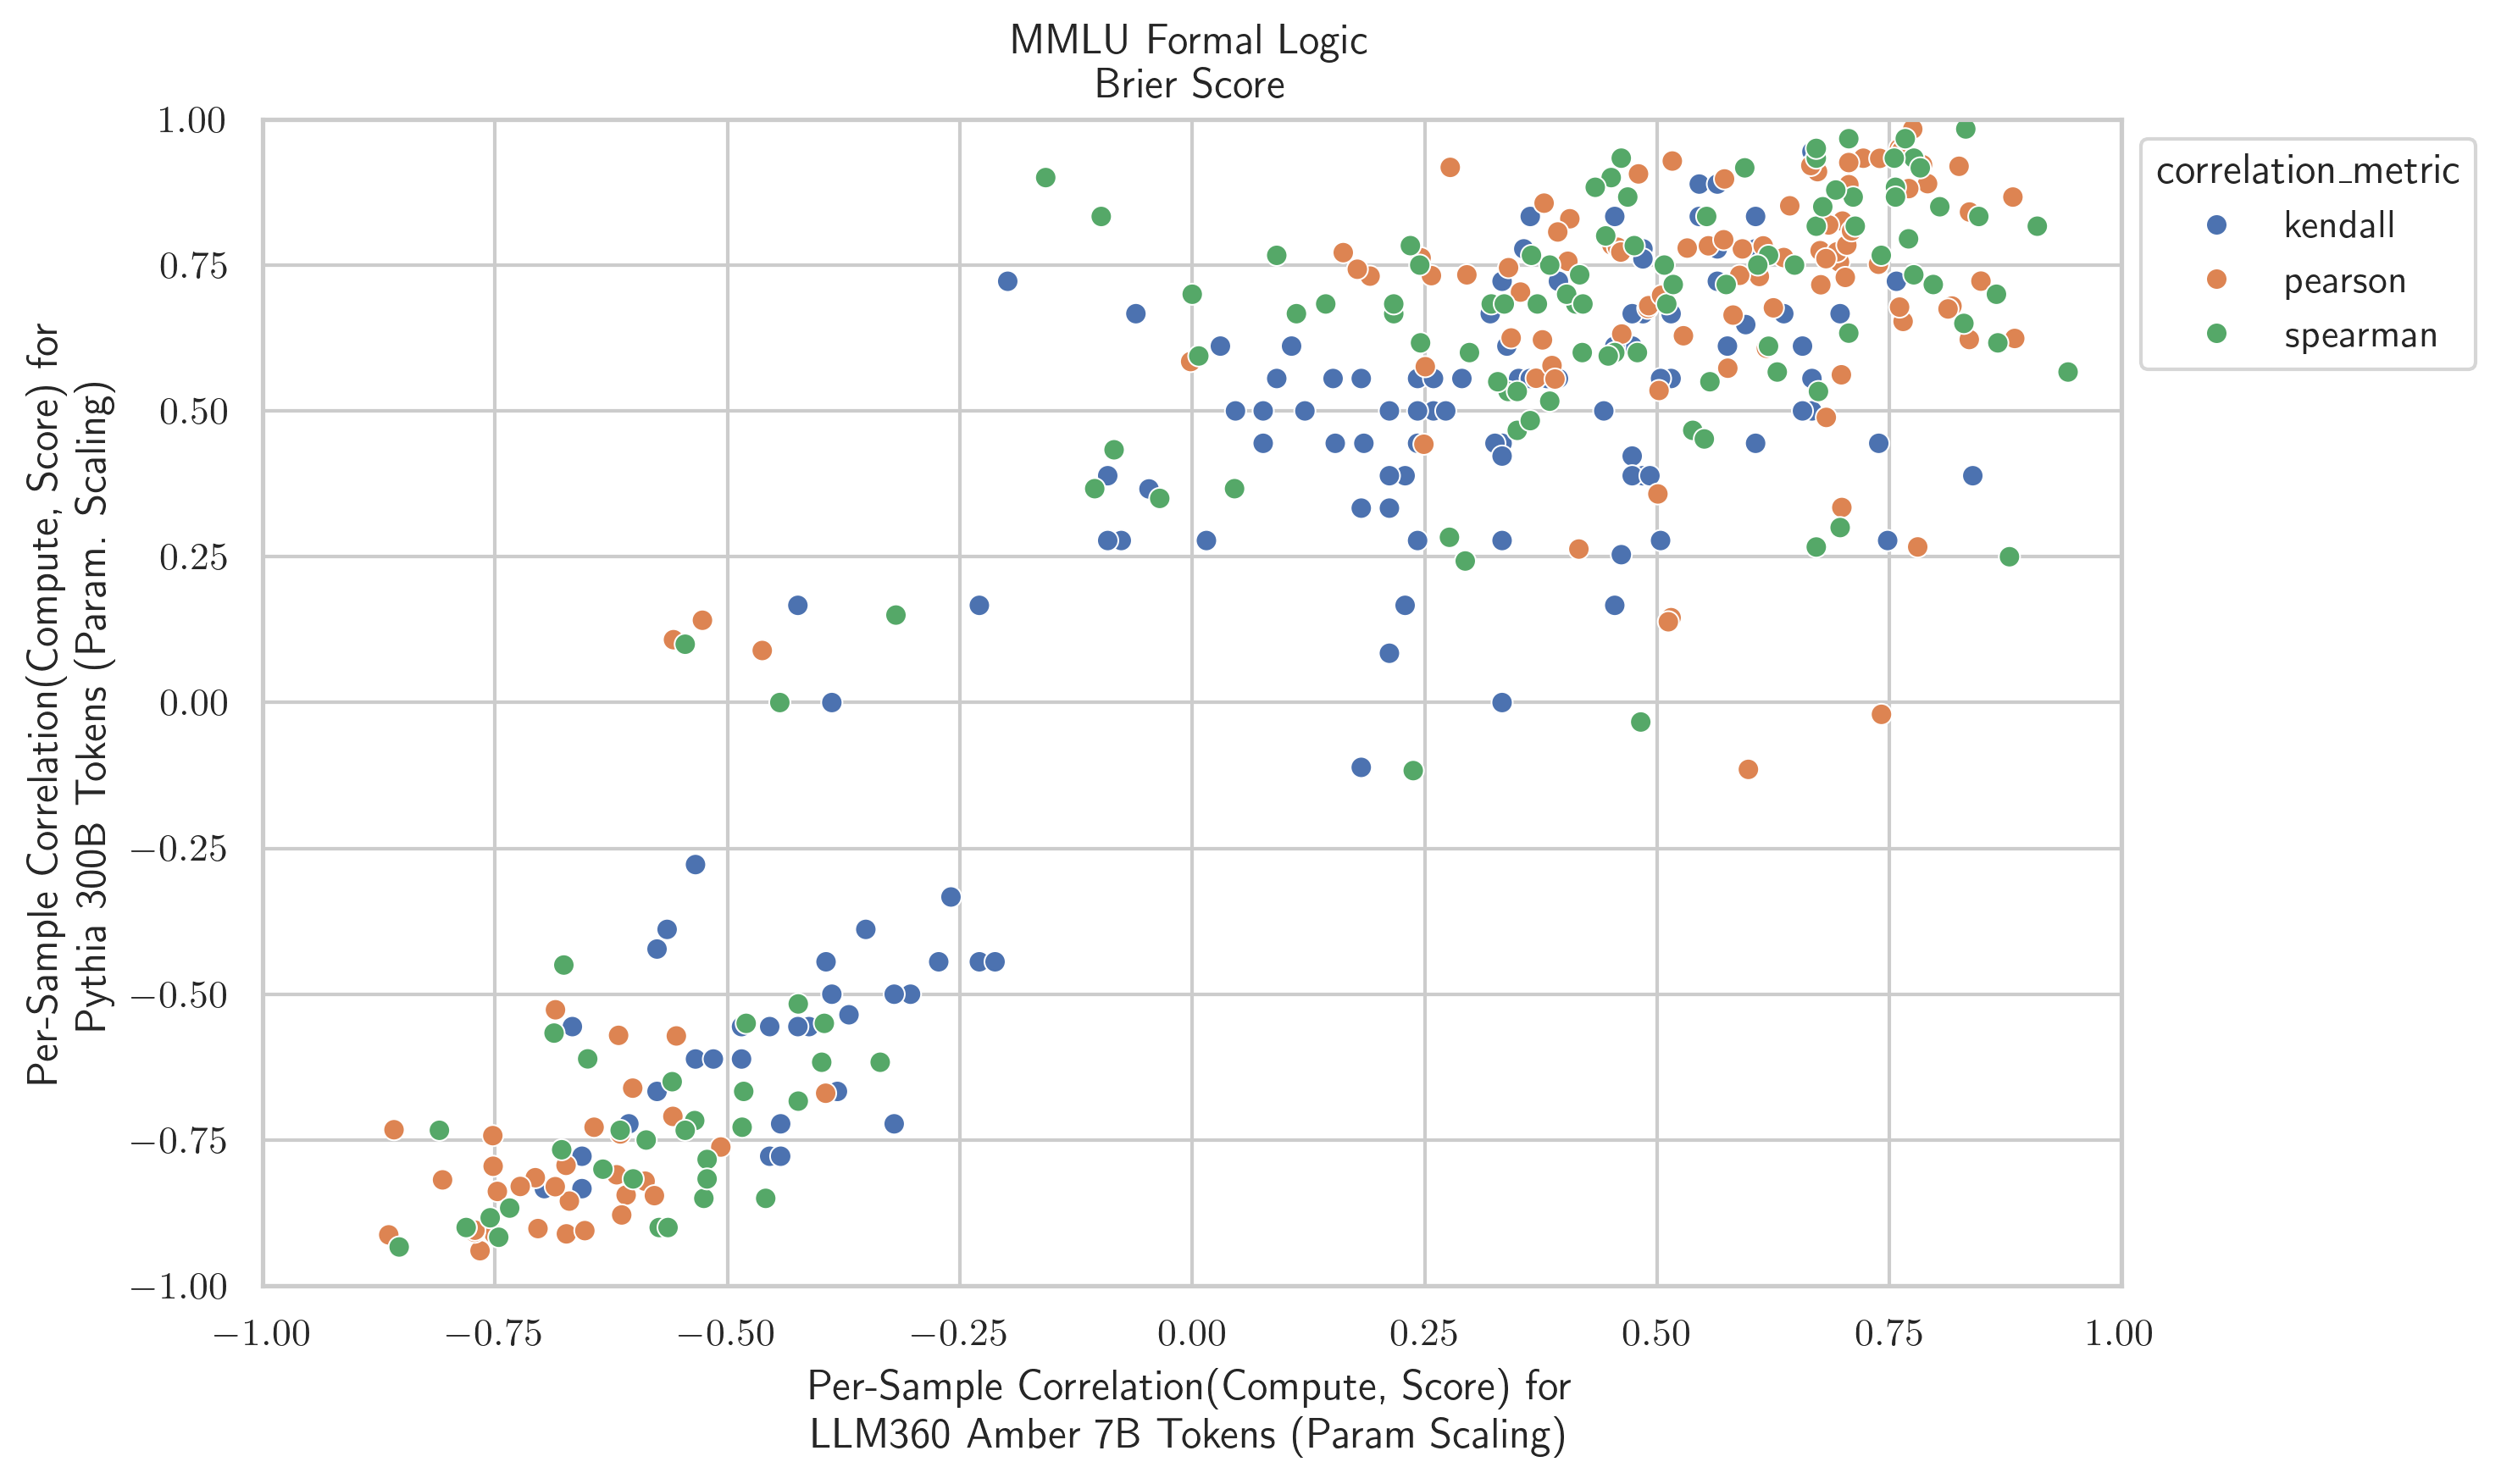 MMLU Formal Logic
Brier Score
Per-Sample Correlation(Compute, Score) for
Pythia 300B Tokens (Param. Scaling)
1.00
0.75
0.50
0.25
0.00
−0.25
−0.50
−0.75
−1.00
−1.00 −0.75 −0.50 −0.25 0.00 0.25 0.50 0.75 1.00
Per-Sample Correlation(Compute, Score) for
LLM360 Amber 7B Tokens (Param Scaling)
correlation_metric
kendall
pearson
spearman